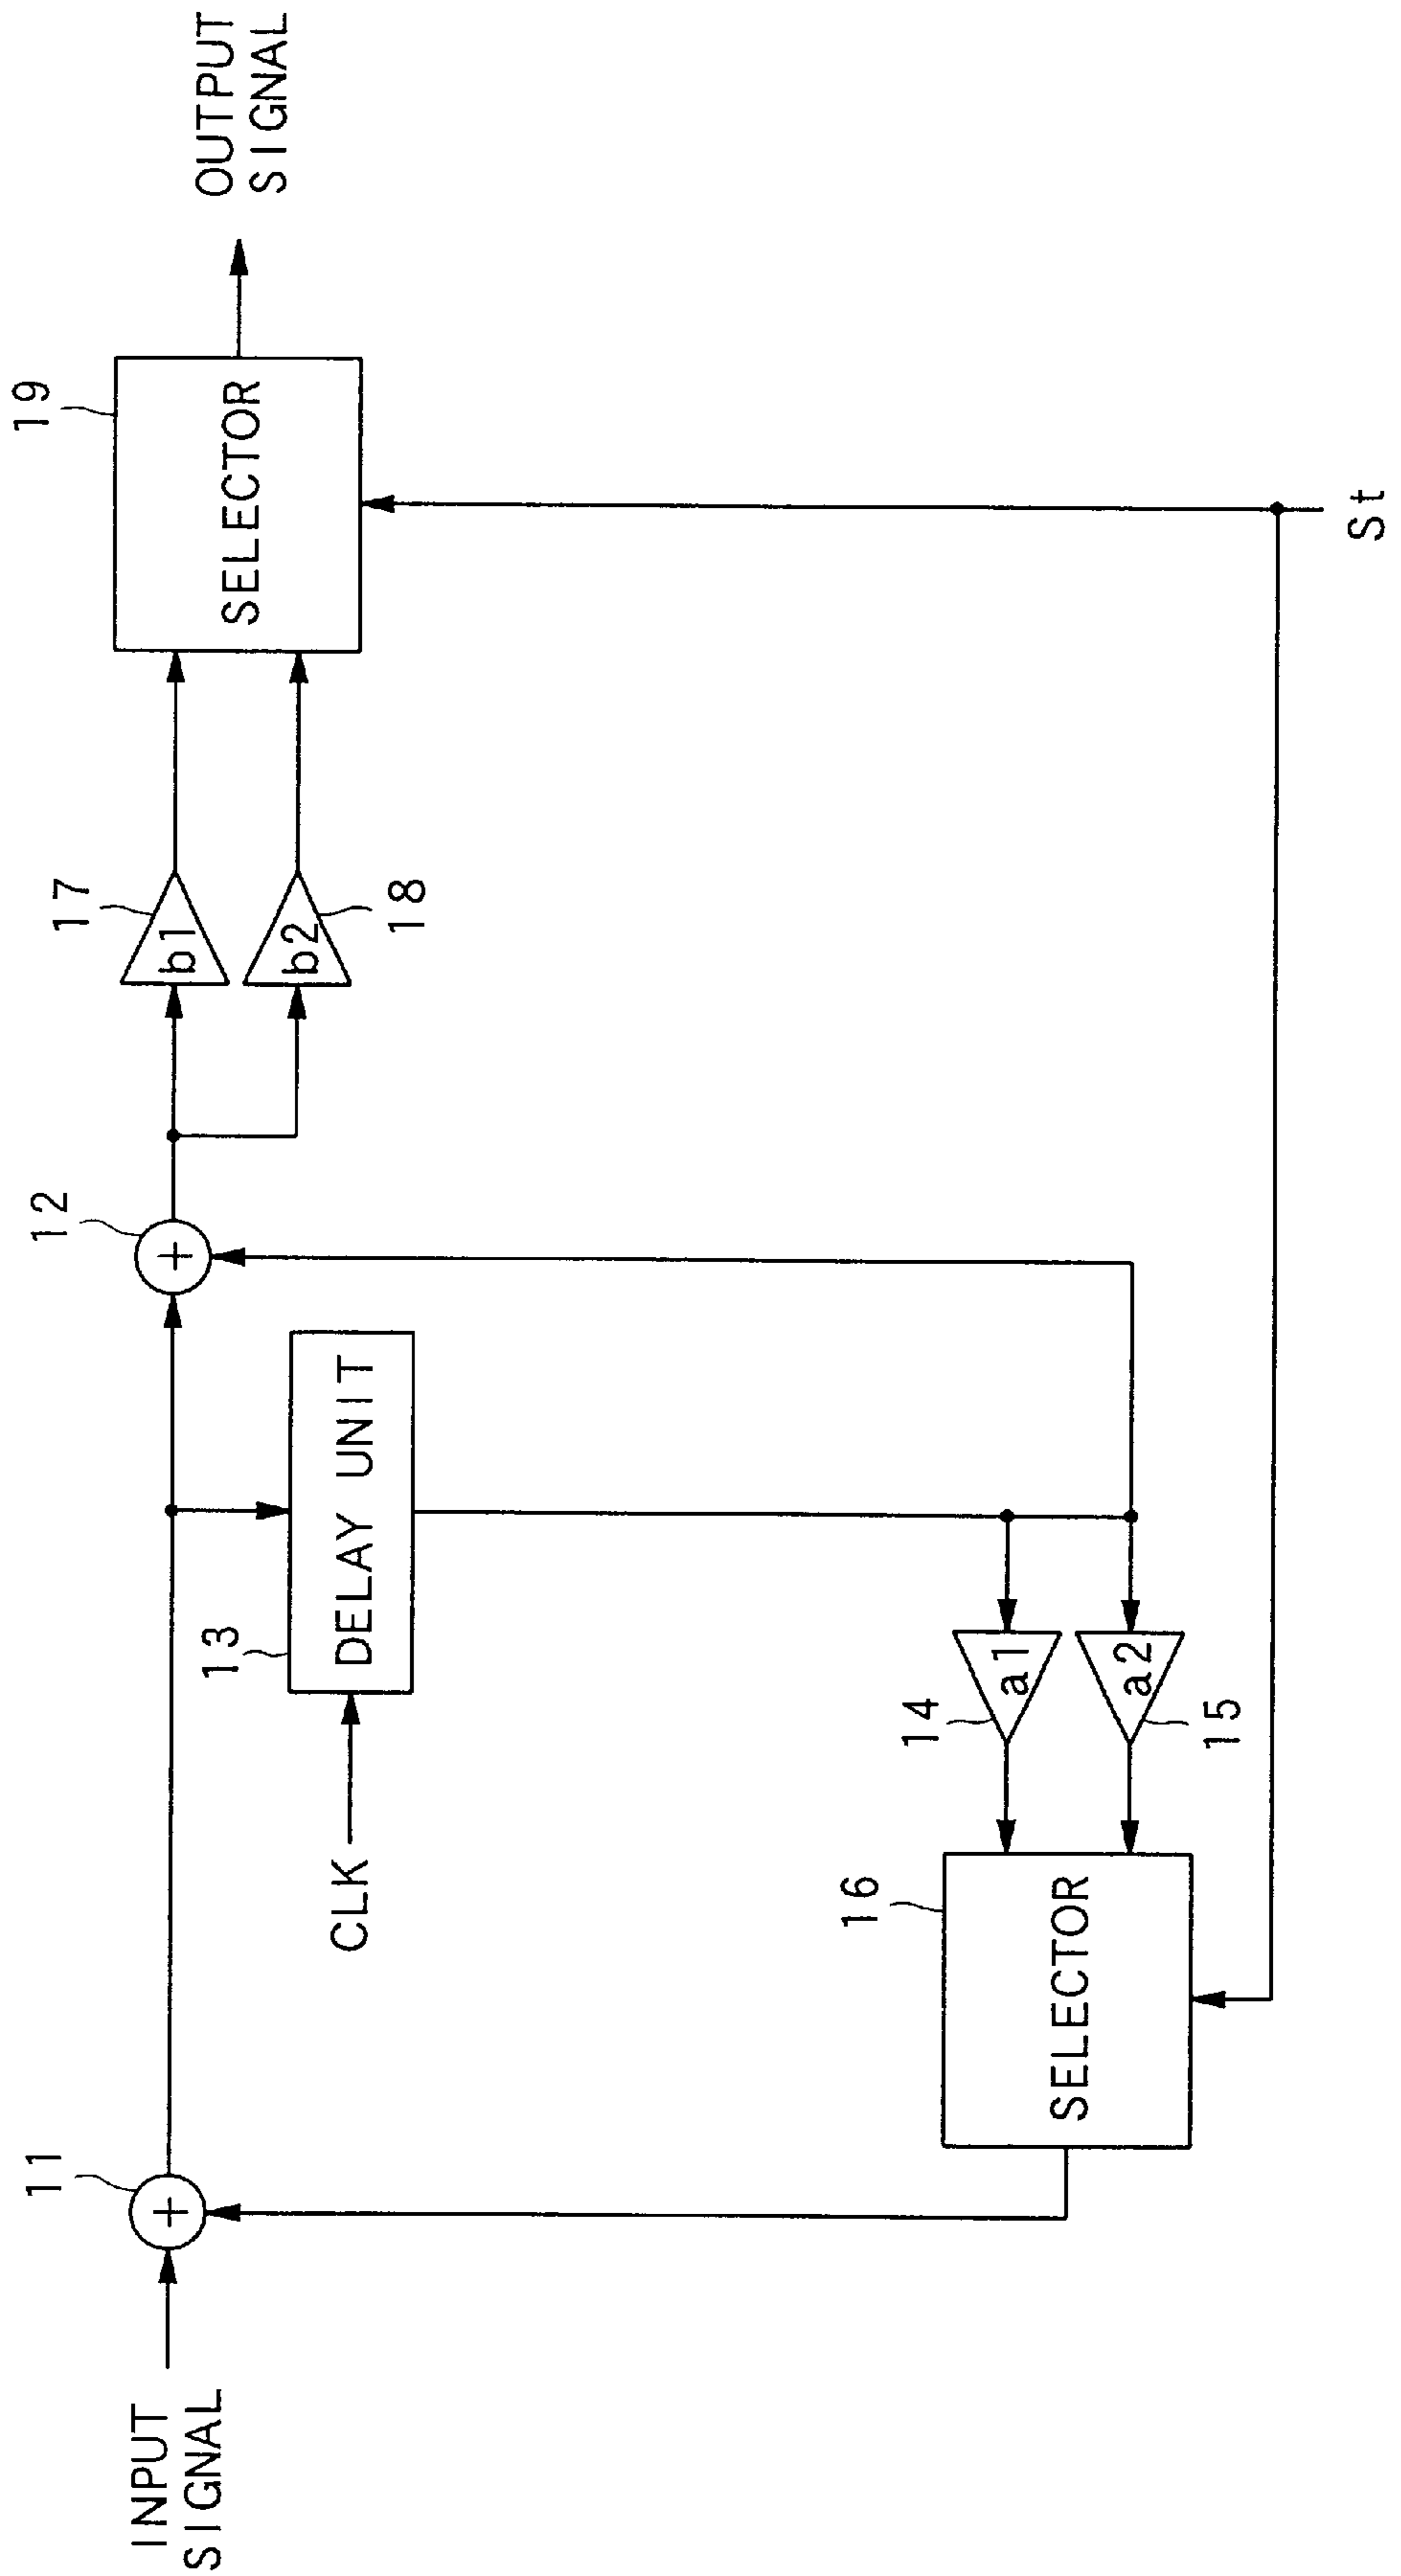 INPUT
SIGNAL
11
CLK
13
DELAY UNIT
12
17
b1
b2
18
19
SELECTOR
OUTPUT
SIGNAL
14
a1
a2
15
16
SELECTOR
St